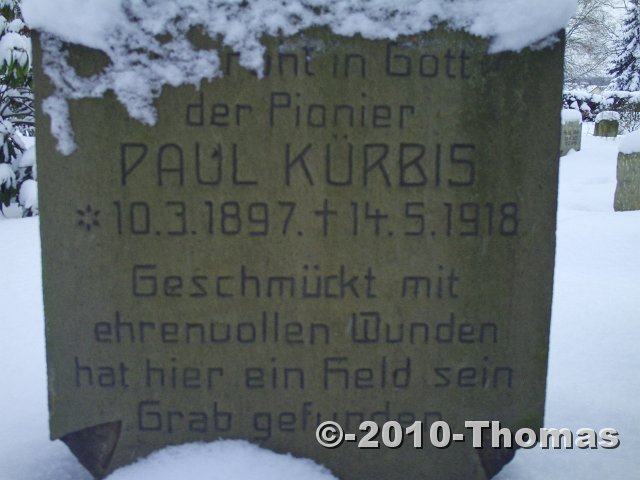 ruht in Gott
der Pionier
PAUL KÜRBIS
* 10.3.1897. † 14.5.1918
Geschmückt mit
ehrenvollen Wunden
hat hier ein Held sein
Grab gefunden
©-2010-Thomas